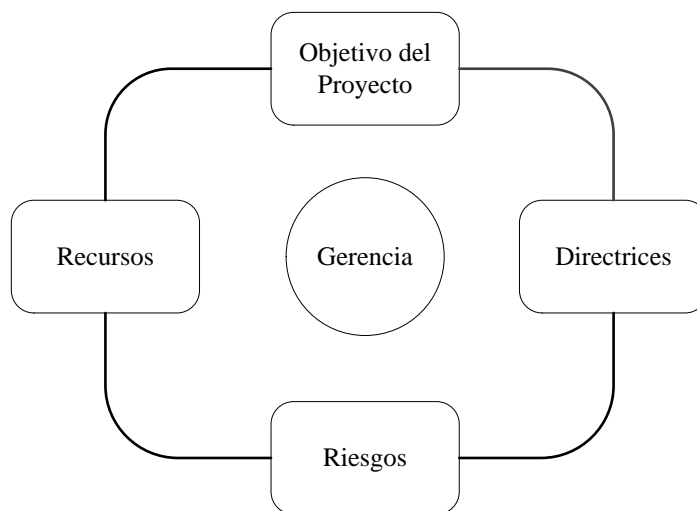 Objetivo del
Proyecto
Recursos
Gerencia
Directrices
Riesgos